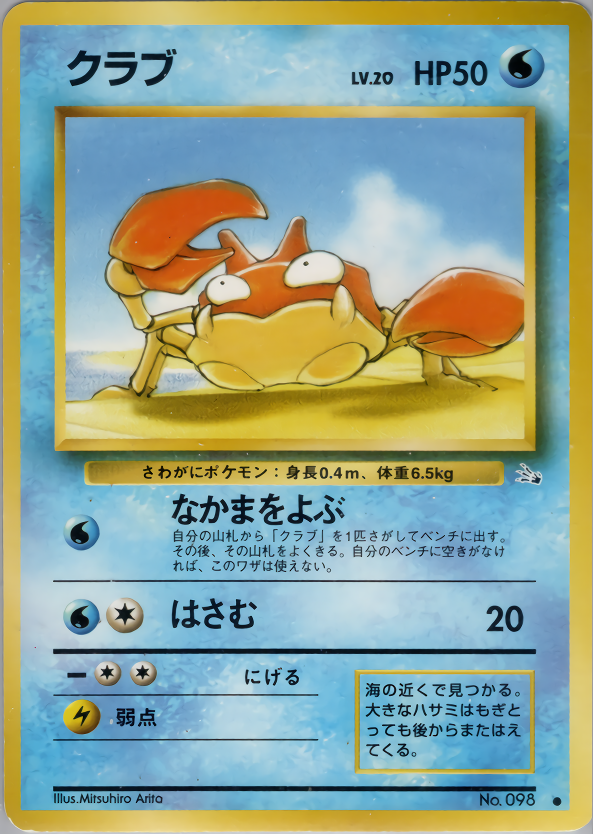 クラブ
LV.20 HP50
さわがにポケモン：身長0.4m、体重6.5kg
なかまをよぶ
自分の山札から「クラブ」を1匹さがしてベンチに出す。
その後、その山札をよくきる。自分のベンチに空きがなけ
れば、このワザは使えない。
はさむ 20
にげる
弱点
海の近くで見つかる。
大きなハサミはもぎと
っても後からまたはえ
てくる。
Illus.Mitsuhiro Arita
No. 098